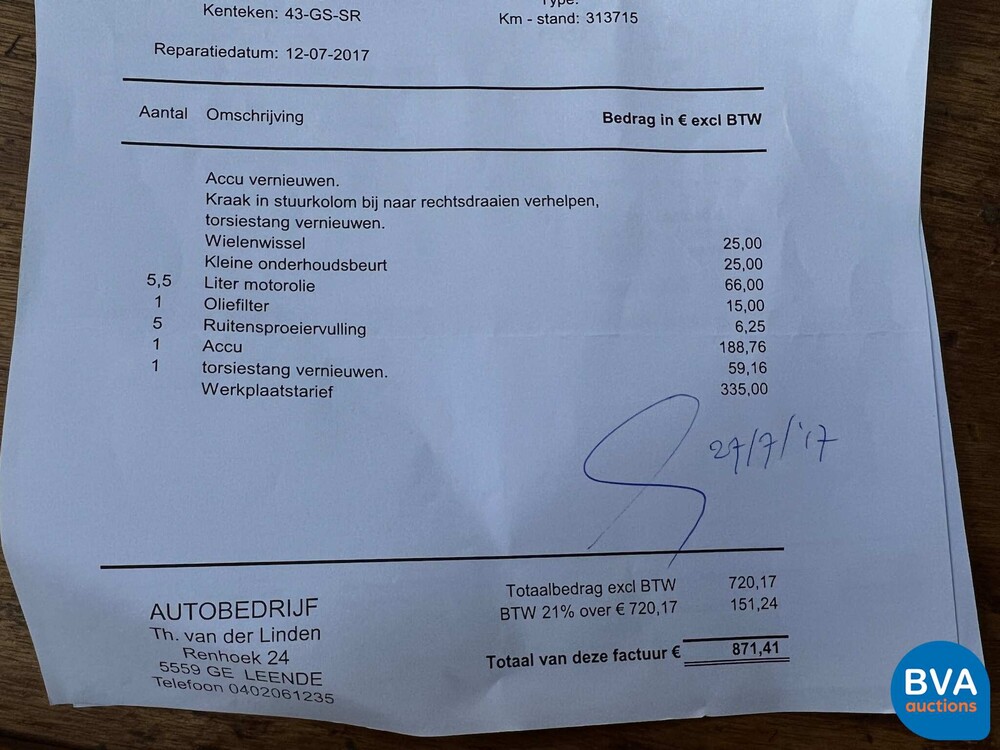 Type:
Kenteken: 43-GS-SR Km - stand: 313715
Reparatiedatum: 12-07-2017
Aantal Omschrijving Bedrag in € excl BTW
Accu vernieuwen.
Kraak in stuurkolom bij naar rechtsdraaien verhelpen,
torsiestang vernieuwen.
Wielenwissel 25,00
Kleine onderhoudsbeurt 25,00
5,5 Liter motorolie 66,00
1 Oliefilter 15,00
5 Ruitensproeiervulling 6,25
1 Accu 188,76
1 torsiestang vernieuwen. 59,16
Werkplaatstarief 335,00
27/7/'17
Totaalbedrag excl BTW 720,17
BTW 21% over € 720,17 151,24
Totaal van deze factuur € 871,41
AUTOBEDRIJF
Th. van der Linden
Renhoek 24
5559 GE LEENDE
Telefoon 0402061235
BVA
auctions